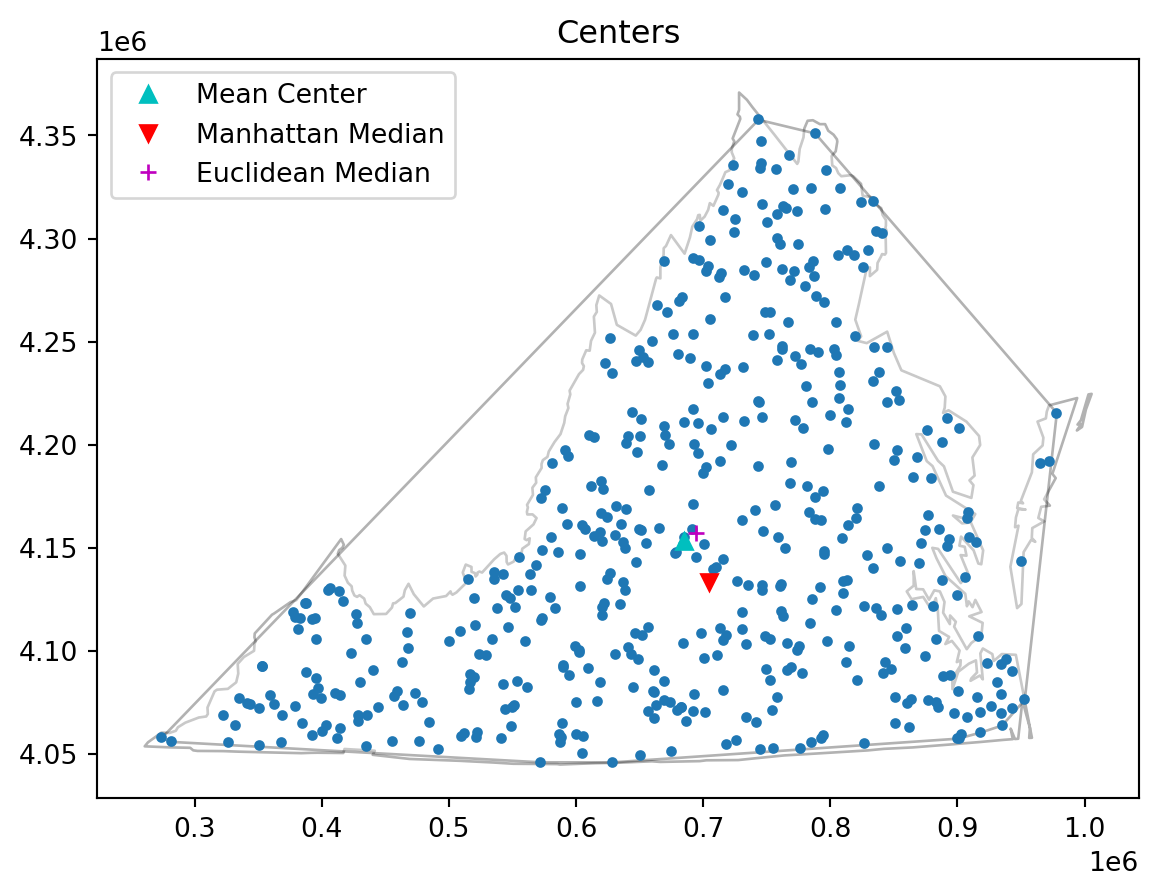 Centers
1e6
Mean Center
Manhattan Median
Euclidean Median
4.35
4.30
4.25
4.20
4.15
4.10
4.05
0.3 0.4 0.5 0.6 0.7 0.8 0.9 1.0
1e6